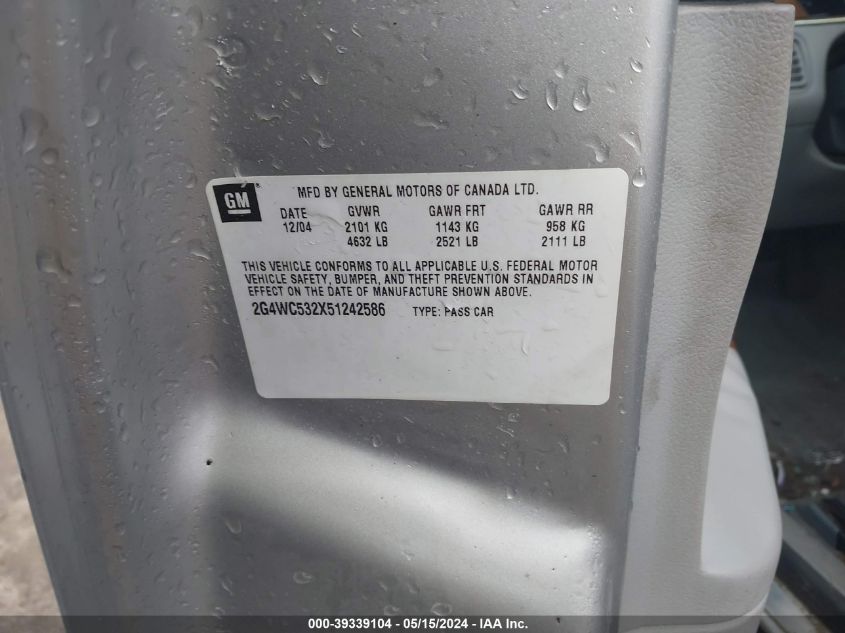 GM
MFD BY GENERAL MOTORS OF CANADA LTD.
DATE GVWR GAWR FRT GAWR RR
12/04 2101 KG 1143 KG 958 KG
4632 LB 2521 LB 2111 LB
THIS VEHICLE CONFORMS TO ALL APPLICABLE U.S. FEDERAL MOTOR
VEHICLE SAFETY, BUMPER, AND THEFT PREVENTION STANDARDS IN
EFFECT ON THE DATE OF MANUFACTURE SHOWN ABOVE.
2G4WC532X51242586 TYPE: PASS CAR
000-39339104 - 05/15/2024 - IAA Inc.